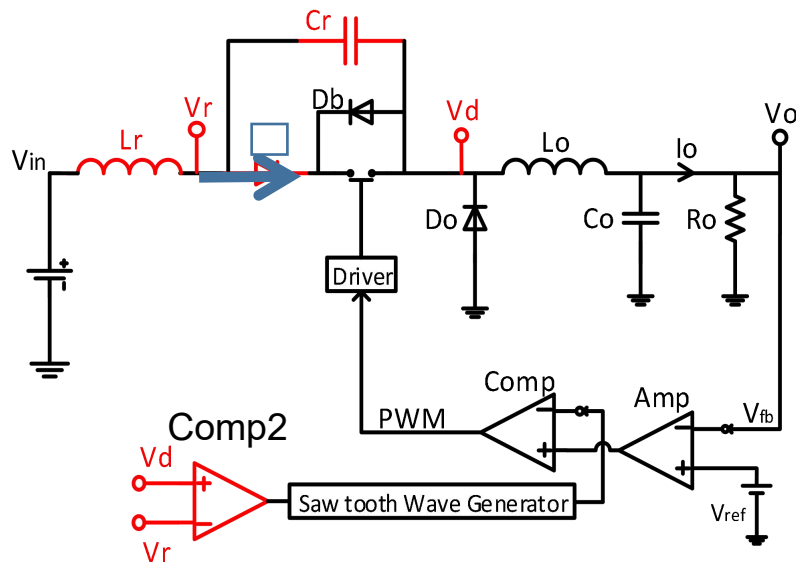 Cr
Db
Vr
Vd
Vo
Lr
Lo
Io
Vin
Do
Co
Ro
Driver
Comp
Amp
Vfb
PWM
Comp2
Vd
Saw tooth Wave Generator
Vref
Vr